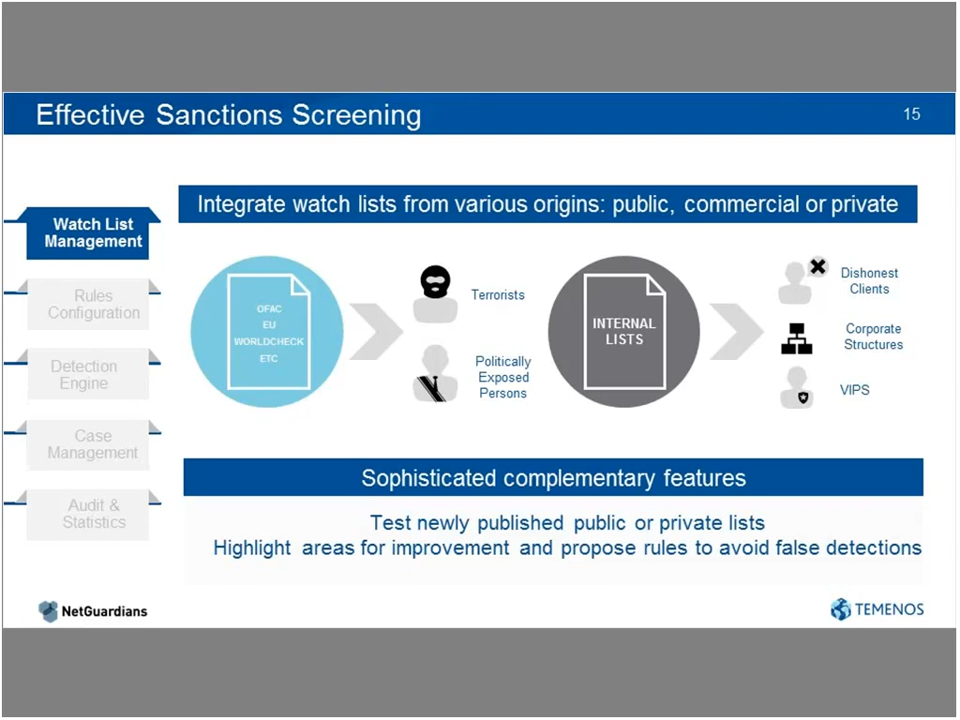 Effective Sanctions Screening
15
Integrate watch lists from various origins: public, commercial or private
Watch List
Management
Rules
Configuration
Detection
Engine
Case
Management
Audit &
Statistics
OFAC
EU
WORLDCHECK
ETC
Terrorists
Politically
Exposed
Persons
INTERNAL
LISTS
Dishonest
Clients
Corporate
Structures
VIPS
Sophisticated complementary features
Test newly published public or private lists
Highlight areas for improvement and propose rules to avoid false detections
NetGuardians
TEMENOS